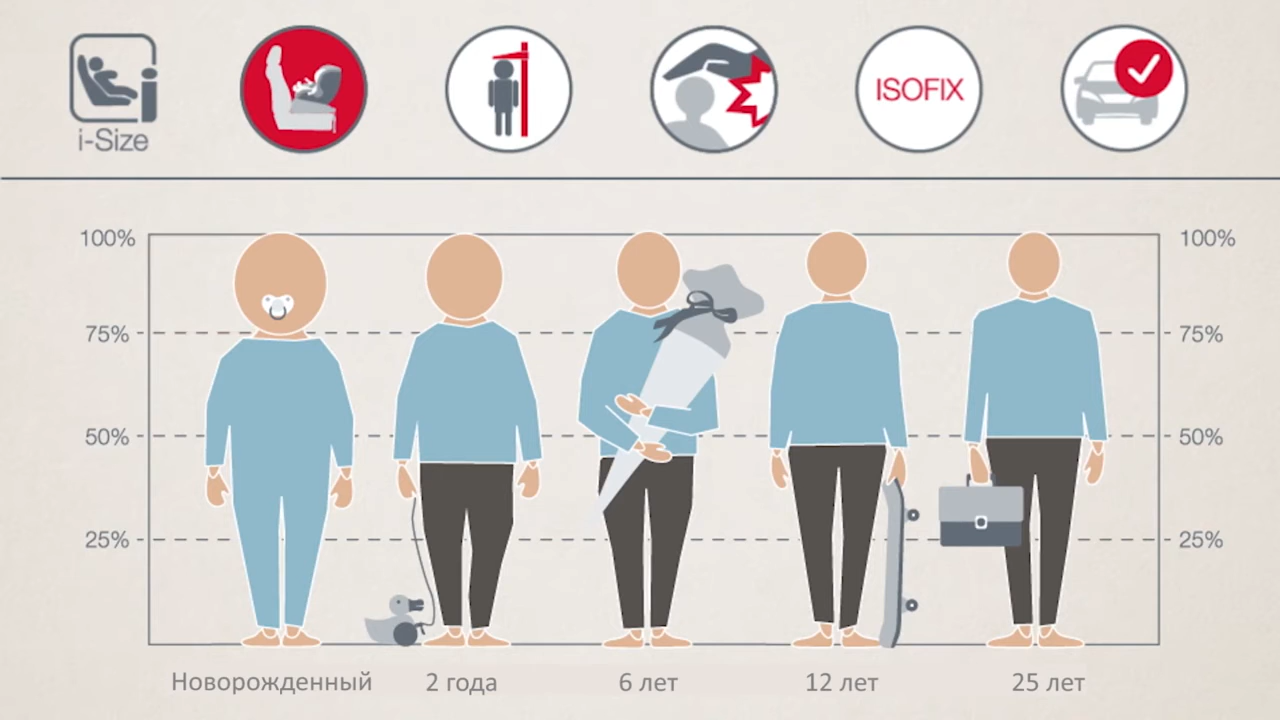 i-Size
ISOFIX
100%
100%
75%
75%
50%
50%
25%
25%
Новорожденный
2 года
6 лет
12 лет
25 лет